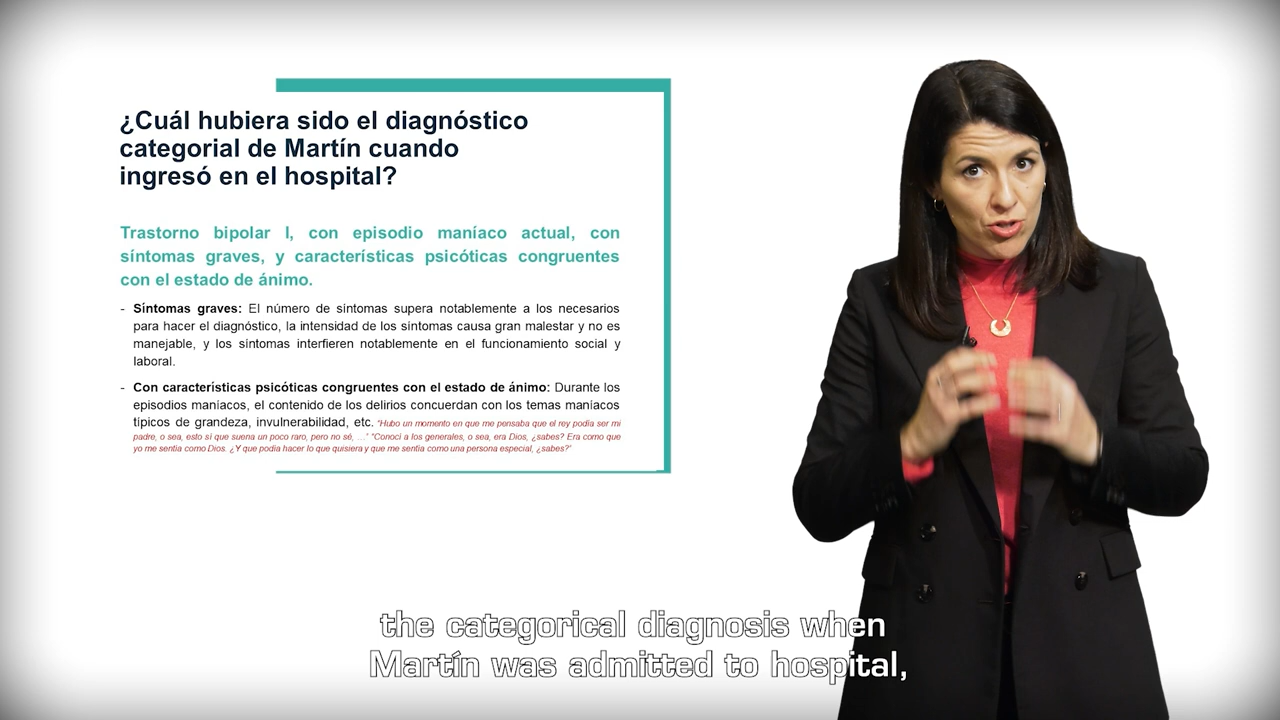 ¿Cuál hubiera sido el diagnóstico
categorial de Martín cuando
ingresó en el hospital?
Trastorno bipolar I, con episodio maníaco actual, con
síntomas graves, y características psicóticas congruentes
con el estado de ánimo.
- Síntomas graves: El número de síntomas supera notablemente a los necesarios
para hacer el diagnóstico, la intensidad de los síntomas causa gran malestar y no es
manejable, y los síntomas interfieren notablemente en el funcionamiento social y
laboral.
- Con características psicóticas congruentes con el estado de ánimo: Durante los
episodios maníacos, el contenido de los delirios concuerdan con los temas maníacos
típicos de grandeza, invulnerabilidad, etc. "Hubo un momento en que me pensaba que el rey podía ser mi
padre, o sea, esto sí que suena un poco raro, pero no sé, ..." "Conocí a los generales, o sea, era Dios, ¿sabes? Era como que
yo me sentía como Dios. ¿Y que podía hacer lo que quisiera y que me sentía como una persona especial, ¿sabes?"
the categorical diagnosis when
Martín was admitted to hospital,